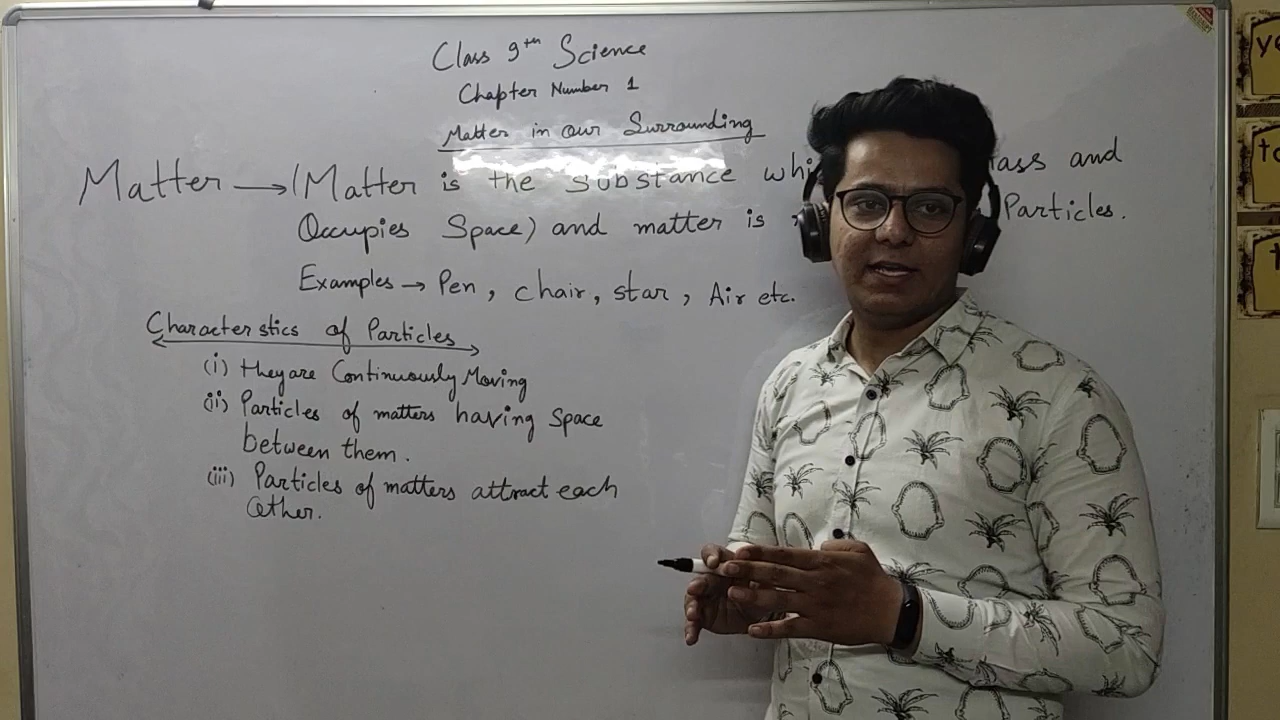 Class 9th Science
Chapter Number 1
Matter in our Surrounding
Matter → (Matter is the substance whi ass and
Occupies Space) and matter is Particles.
Examples → Pen, chair, star, Air etc.
Characterstics of Particles
(i) they are Continuously Moving
(ii) Particles of matters having space
between them.
(iii) Particles of matters attract each
Other.